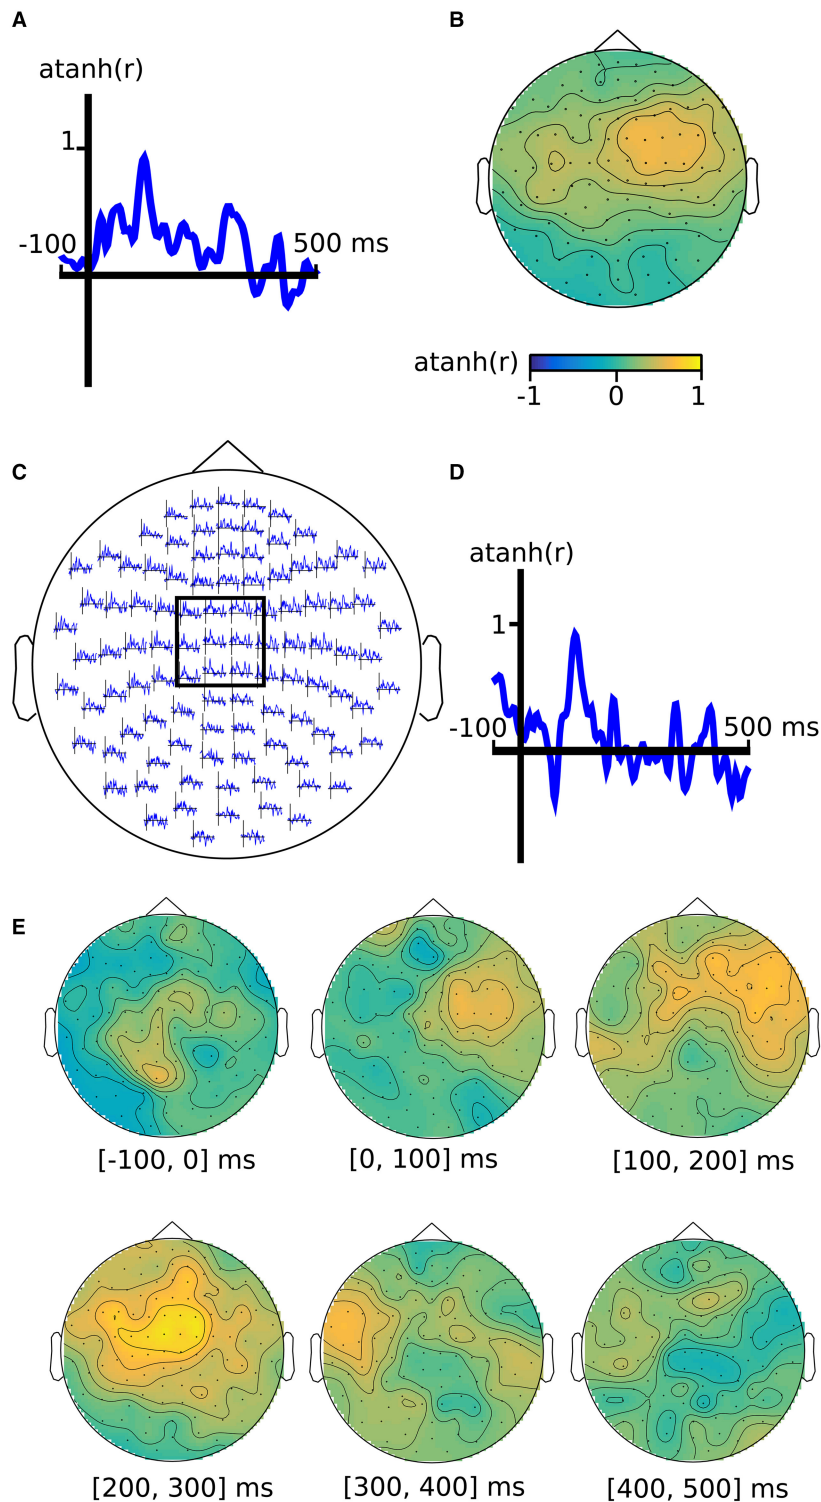 A
atanh(r)
1
-100
500 ms
B
atanh(r)
-1 0 1
C
D
atanh(r)
1
-100
500 ms
E
[-100, 0] ms
[0, 100] ms
[100, 200] ms
[200, 300] ms
[300, 400] ms
[400, 500] ms